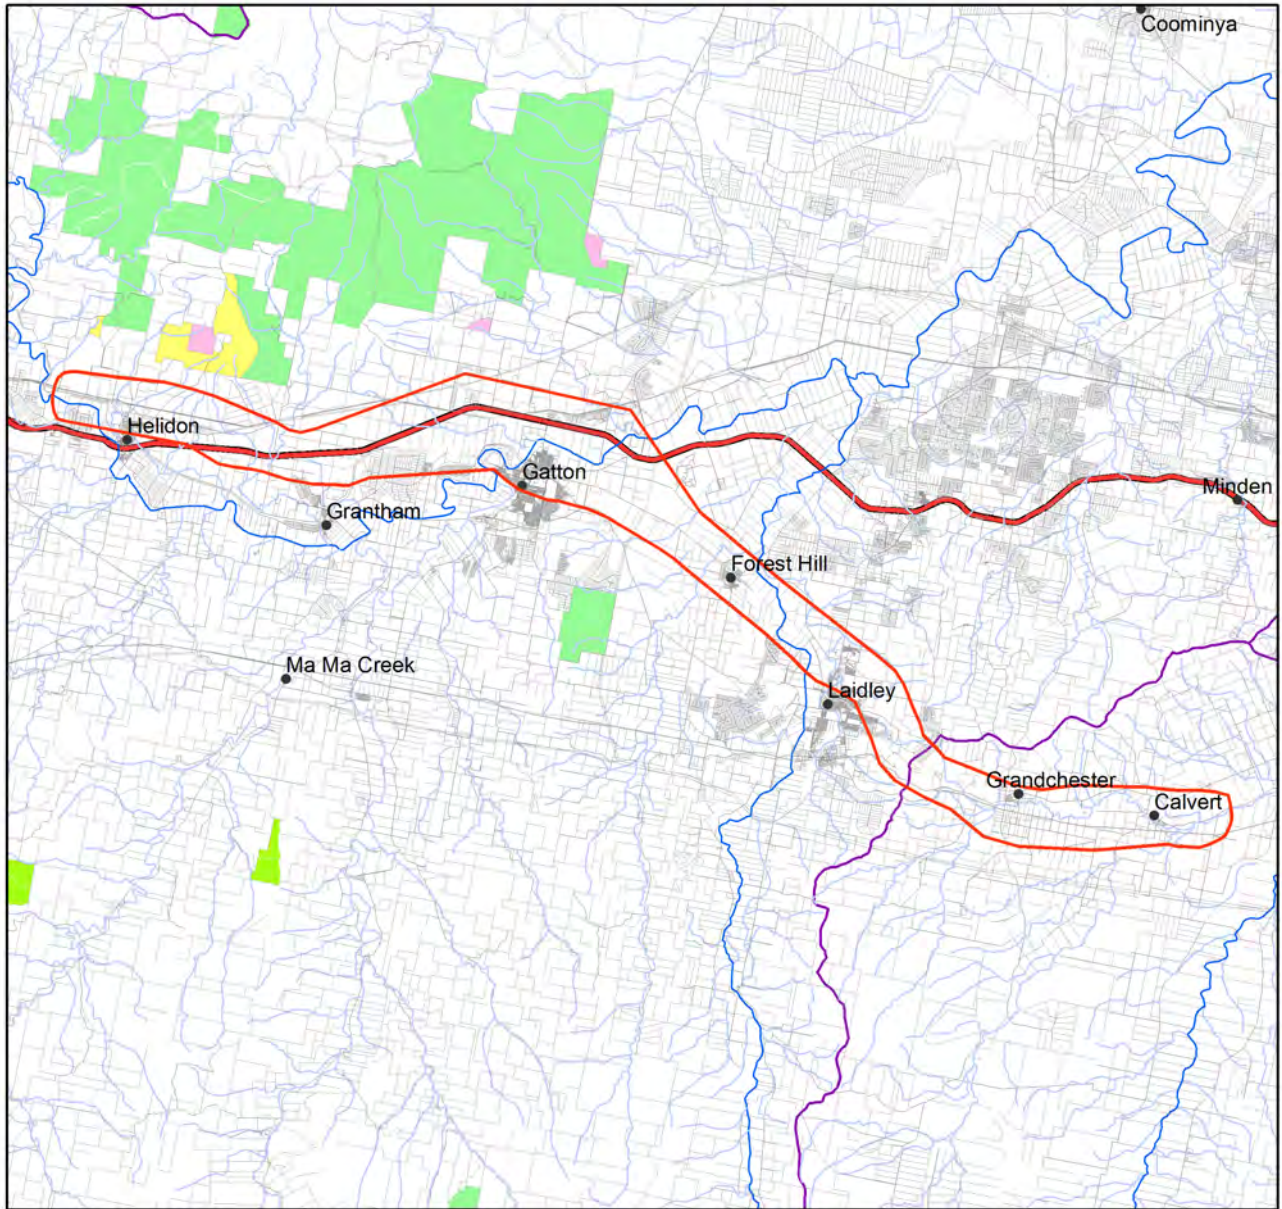 Coominya
Helidon
Gatton
Minden
Grantham
Forest Hill
Ma Ma Creek
Laidley
Grandchester
Calvert